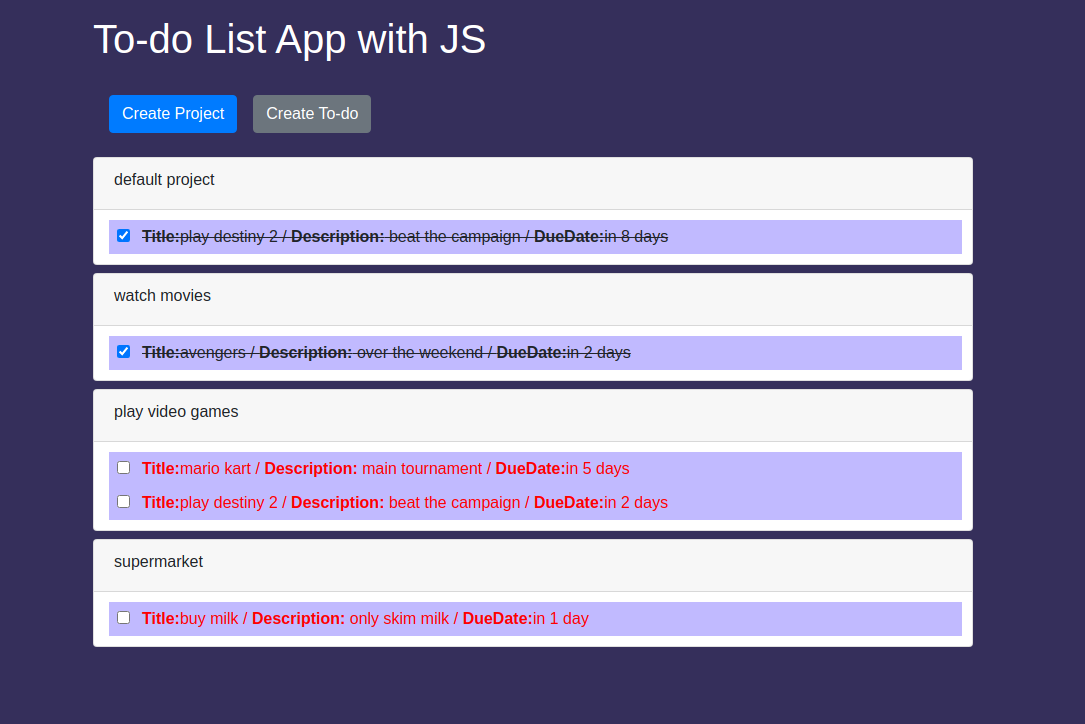 To-do List App with JS
Create Project Create To-do
default project
Title:play destiny 2 / Description: beat the campaign / DueDate:in 8 days
watch movies
Title:avengers / Description: over the weekend / DueDate:in 2 days
play video games
Title:mario kart / Description: main tournament / DueDate:in 5 days
Title:play destiny 2 / Description: beat the campaign / DueDate:in 2 days
supermarket
Title:buy milk / Description: only skim milk / DueDate:in 1 day